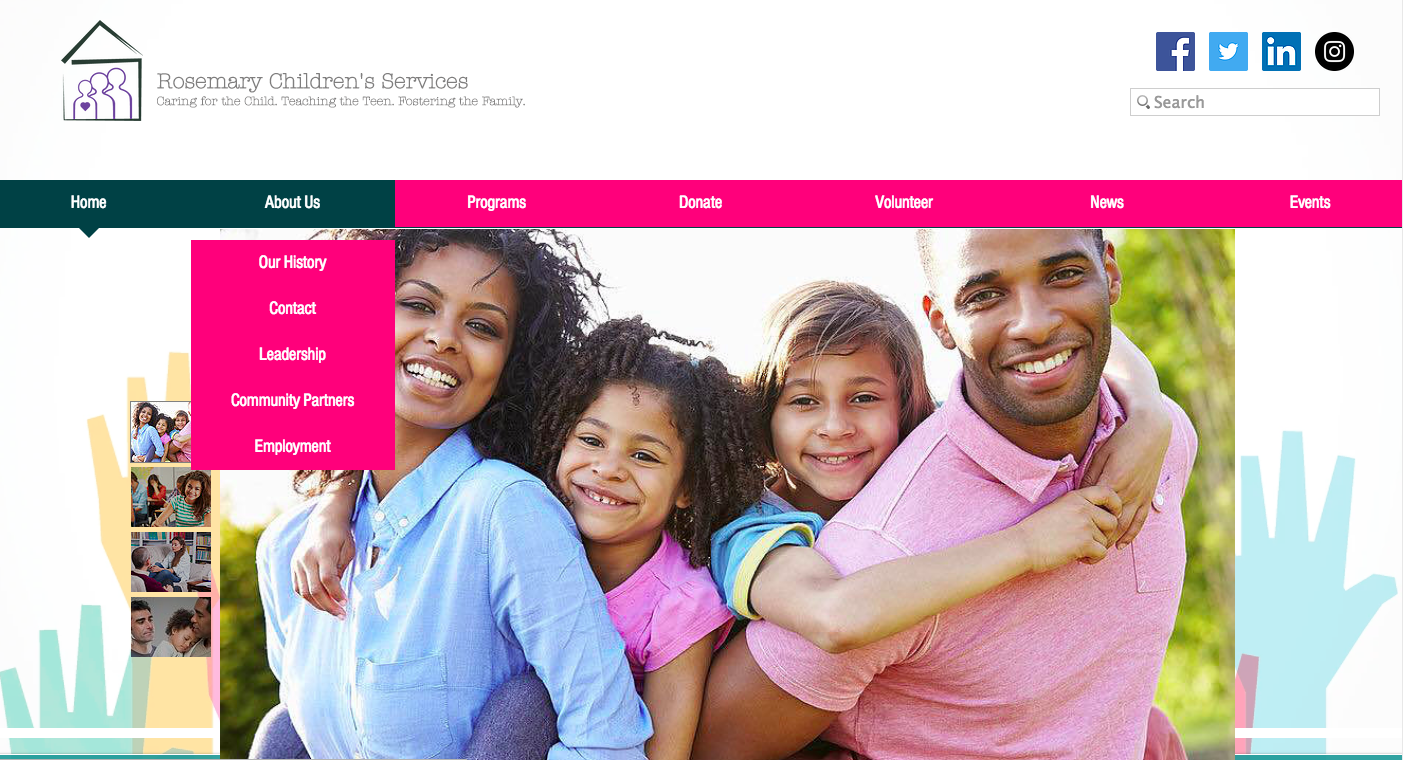 Rosemary Children's Services
Caring for the Child. Teaching the Teen. Fostering the Family.
f
in
Search
Home
About Us
Programs
Donate
Volunteer
News
Events
Our History
Contact
Leadership
Community Partners
Employment